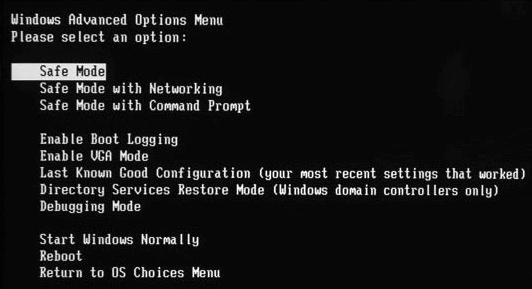 Windows Advanced Options Menu
Please select an option:
Safe Mode
Safe Mode with Networking
Safe Mode with Command Prompt
Enable Boot Logging
Enable VGA Mode
Last Known Good Configuration (your most recent settings that worked)
Directory Services Restore Mode (Windows domain controllers only)
Debugging Mode
Start Windows Normally
Reboot
Return to OS Choices Menu